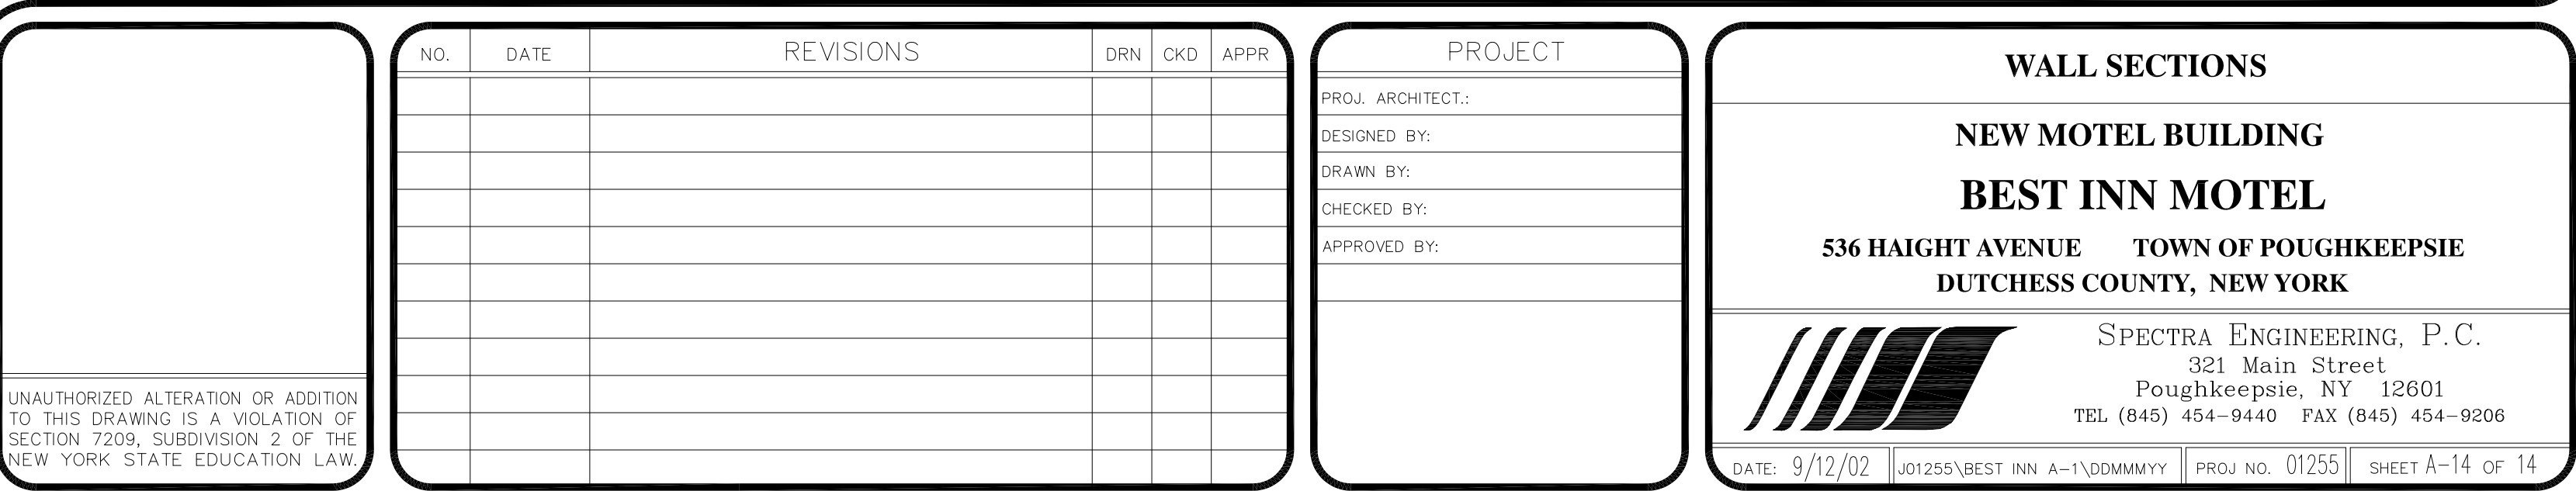 UNAUTHORIZED ALTERATION OR ADDITION
TO THIS DRAWING IS A VIOLATION OF
SECTION 7209, SUBDIVISION 2 OF THE
NEW YORK STATE EDUCATION LAW.
NO. DATE REVISIONS DRN CKD APPR
PROJECT
PROJ. ARCHITECT.:
DESIGNED BY:
DRAWN BY:
CHECKED BY:
APPROVED BY:
WALL SECTIONS
NEW MOTEL BUILDING
BEST INN MOTEL
536 HAIGHT AVENUE TOWN OF POUGHKEEPSIE
DUTCHESS COUNTY, NEW YORK
SPECTRA ENGINEERING, P.C.
321 Main Street
Poughkeepsie, NY 12601
TEL (845) 454-9440 FAX (845) 454-9206
DATE: 9/12/02 J01255\BEST INN A-1\DDMMMYY PROJ NO. 01255 SHEET A-14 OF 14